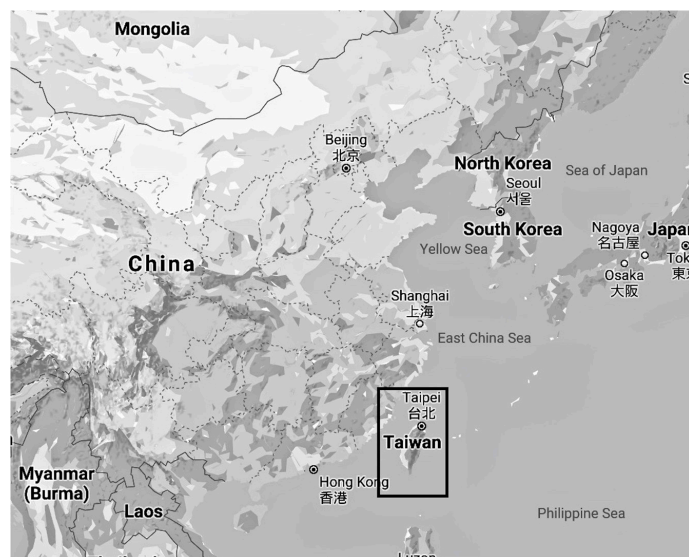 Mongolia
Beijing
北京
North Korea
Sea of Japan
Seoul
서울
South Korea
Nagoya
名古屋
Japan
Yellow Sea
China
Osaka
大阪
Shanghai
上海
East China Sea
Taipei
台北
Taiwan
Myanmar
(Burma)
Hong Kong
香港
Laos
Philippine Sea